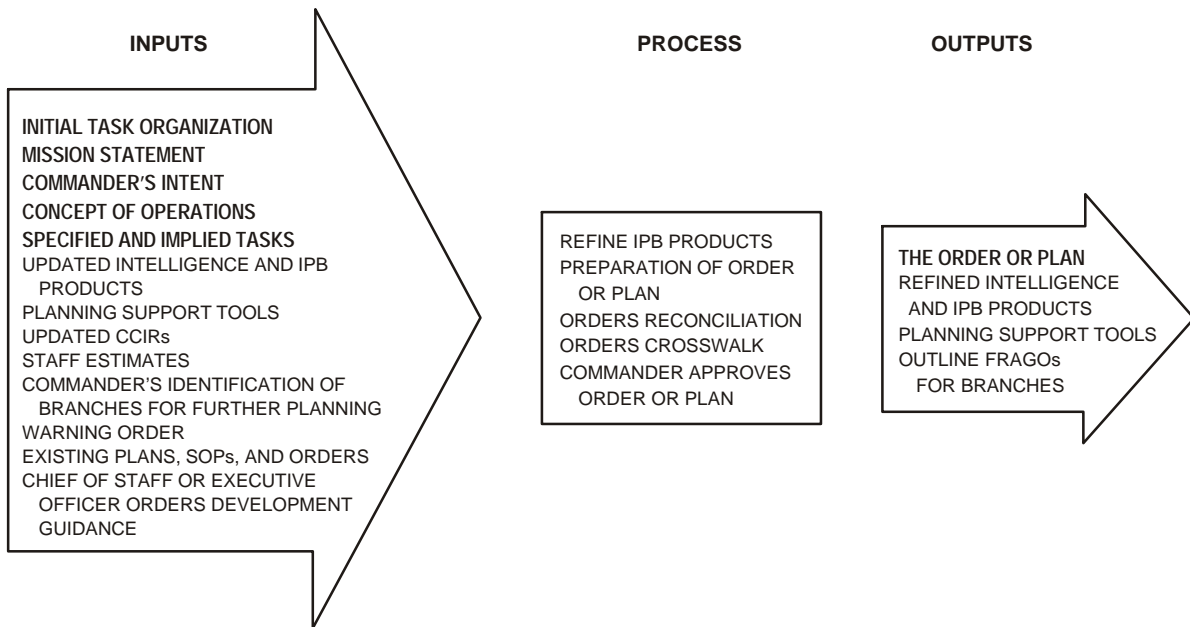 INPUTS
INITIAL TASK ORGANIZATION
MISSION STATEMENT
COMMANDER'S INTENT
CONCEPT OF OPERATIONS
SPECIFIED AND IMPLIED TASKS
UPDATED INTELLIGENCE AND IPB
PRODUCTS
PLANNING SUPPORT TOOLS
UPDATED CCIRs
STAFF ESTIMATES
COMMANDER'S IDENTIFICATION OF
BRANCHES FOR FURTHER PLANNING
WARNING ORDER
EXISTING PLANS, SOPs, AND ORDERS
CHIEF OF STAFF OR EXECUTIVE
OFFICER ORDERS DEVELOPMENT
GUIDANCE
PROCESS
REFINE IPB PRODUCTS
PREPARATION OF ORDER
OR PLAN
ORDERS RECONCILIATION
ORDERS CROSSWALK
COMMANDER APPROVES
ORDER OR PLAN
OUTPUTS
THE ORDER OR PLAN
REFINED INTELLIGENCE
AND IPB PRODUCTS
PLANNING SUPPORT TOOLS
OUTLINE FRAGOs
FOR BRANCHES